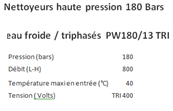 Nettoyeurs haute pression 180 Bars
eau froide / triphasés PW180/13 TRI
Pression (bars) 180
Débit (L-H) 800
Température maxi en entrée (°C) 40
Tension ( Volts) TRI 400